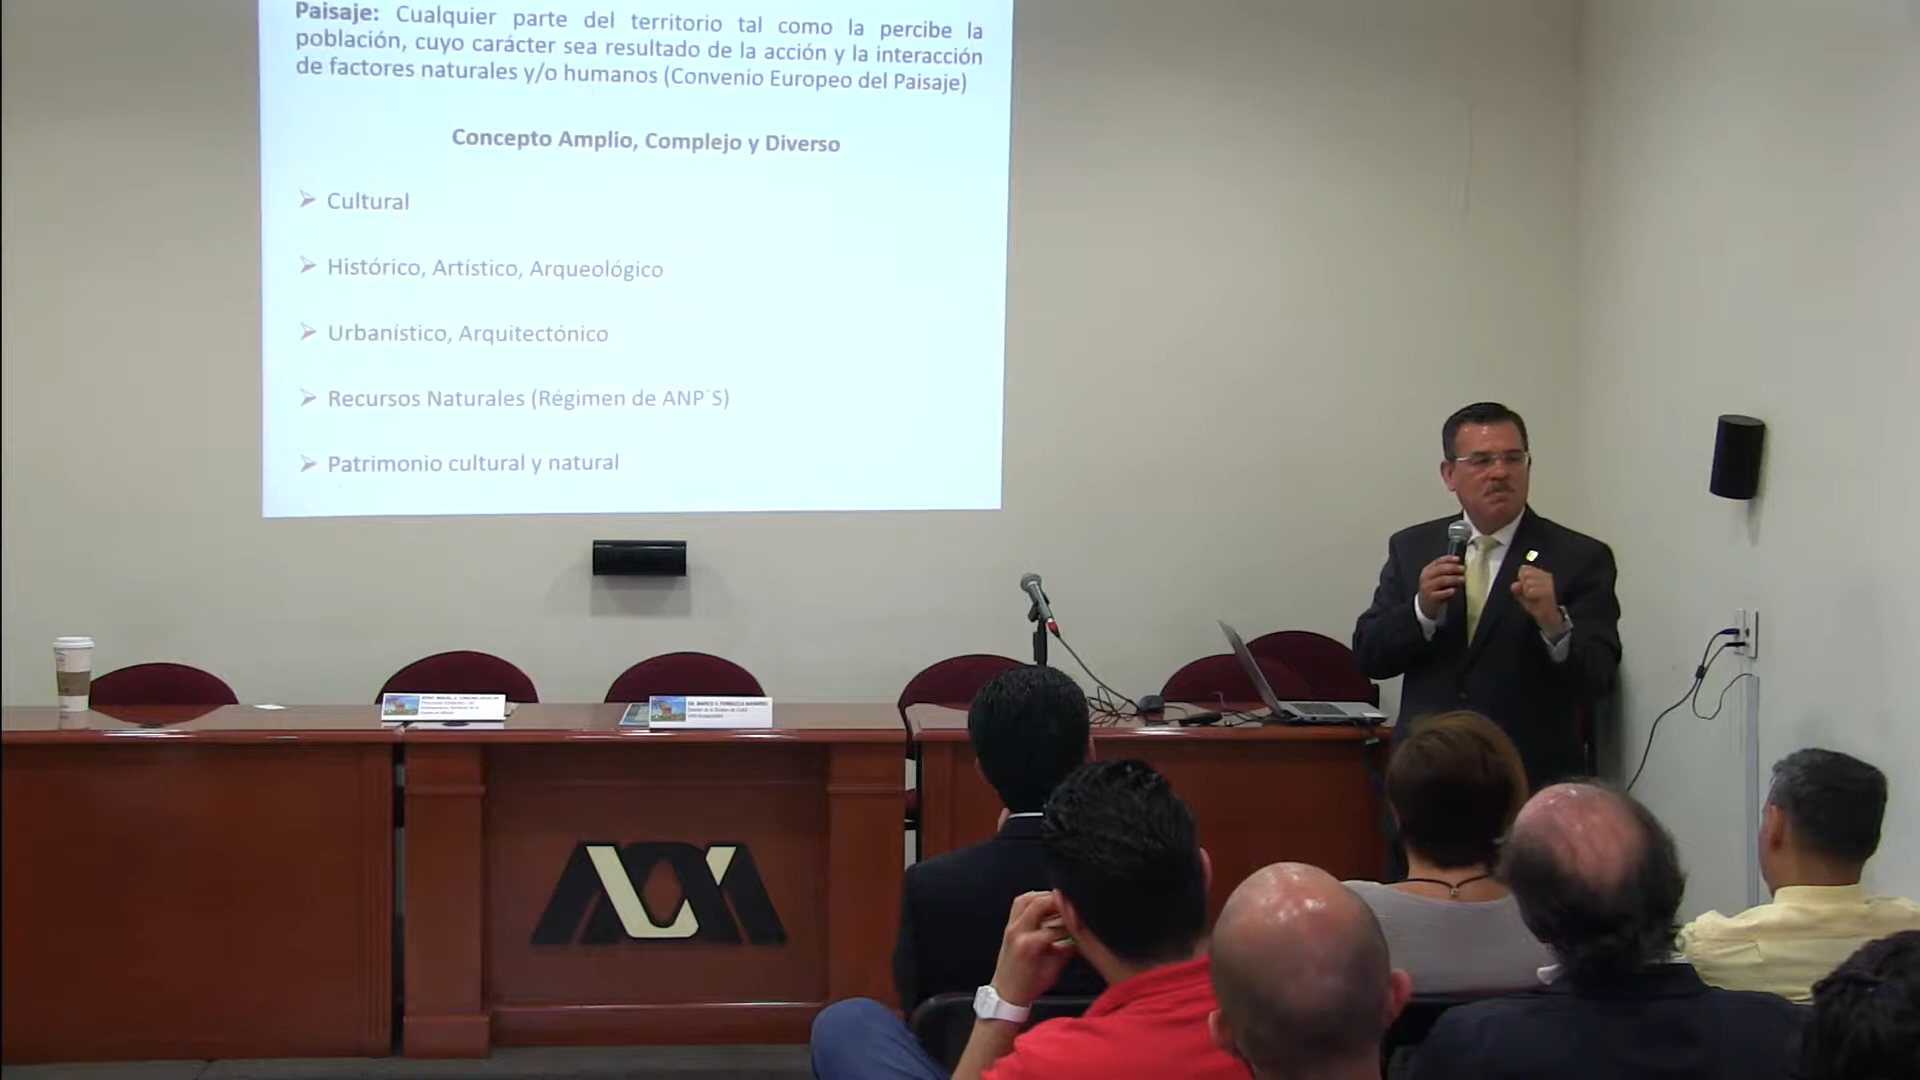 Paisaje: Cualquier parte del territorio tal como la percibe la
población, cuyo carácter sea resultado de la acción y la interacción
de factores naturales y/o humanos (Convenio Europeo del Paisaje)
Concepto Amplio, Complejo y Diverso
➢ Cultural
➢ Histórico, Artístico, Arqueológico
➢ Urbanístico, Arquitectónico
➢ Recursos Naturales (Régimen de ANP´S)
➢ Patrimonio cultural y natural